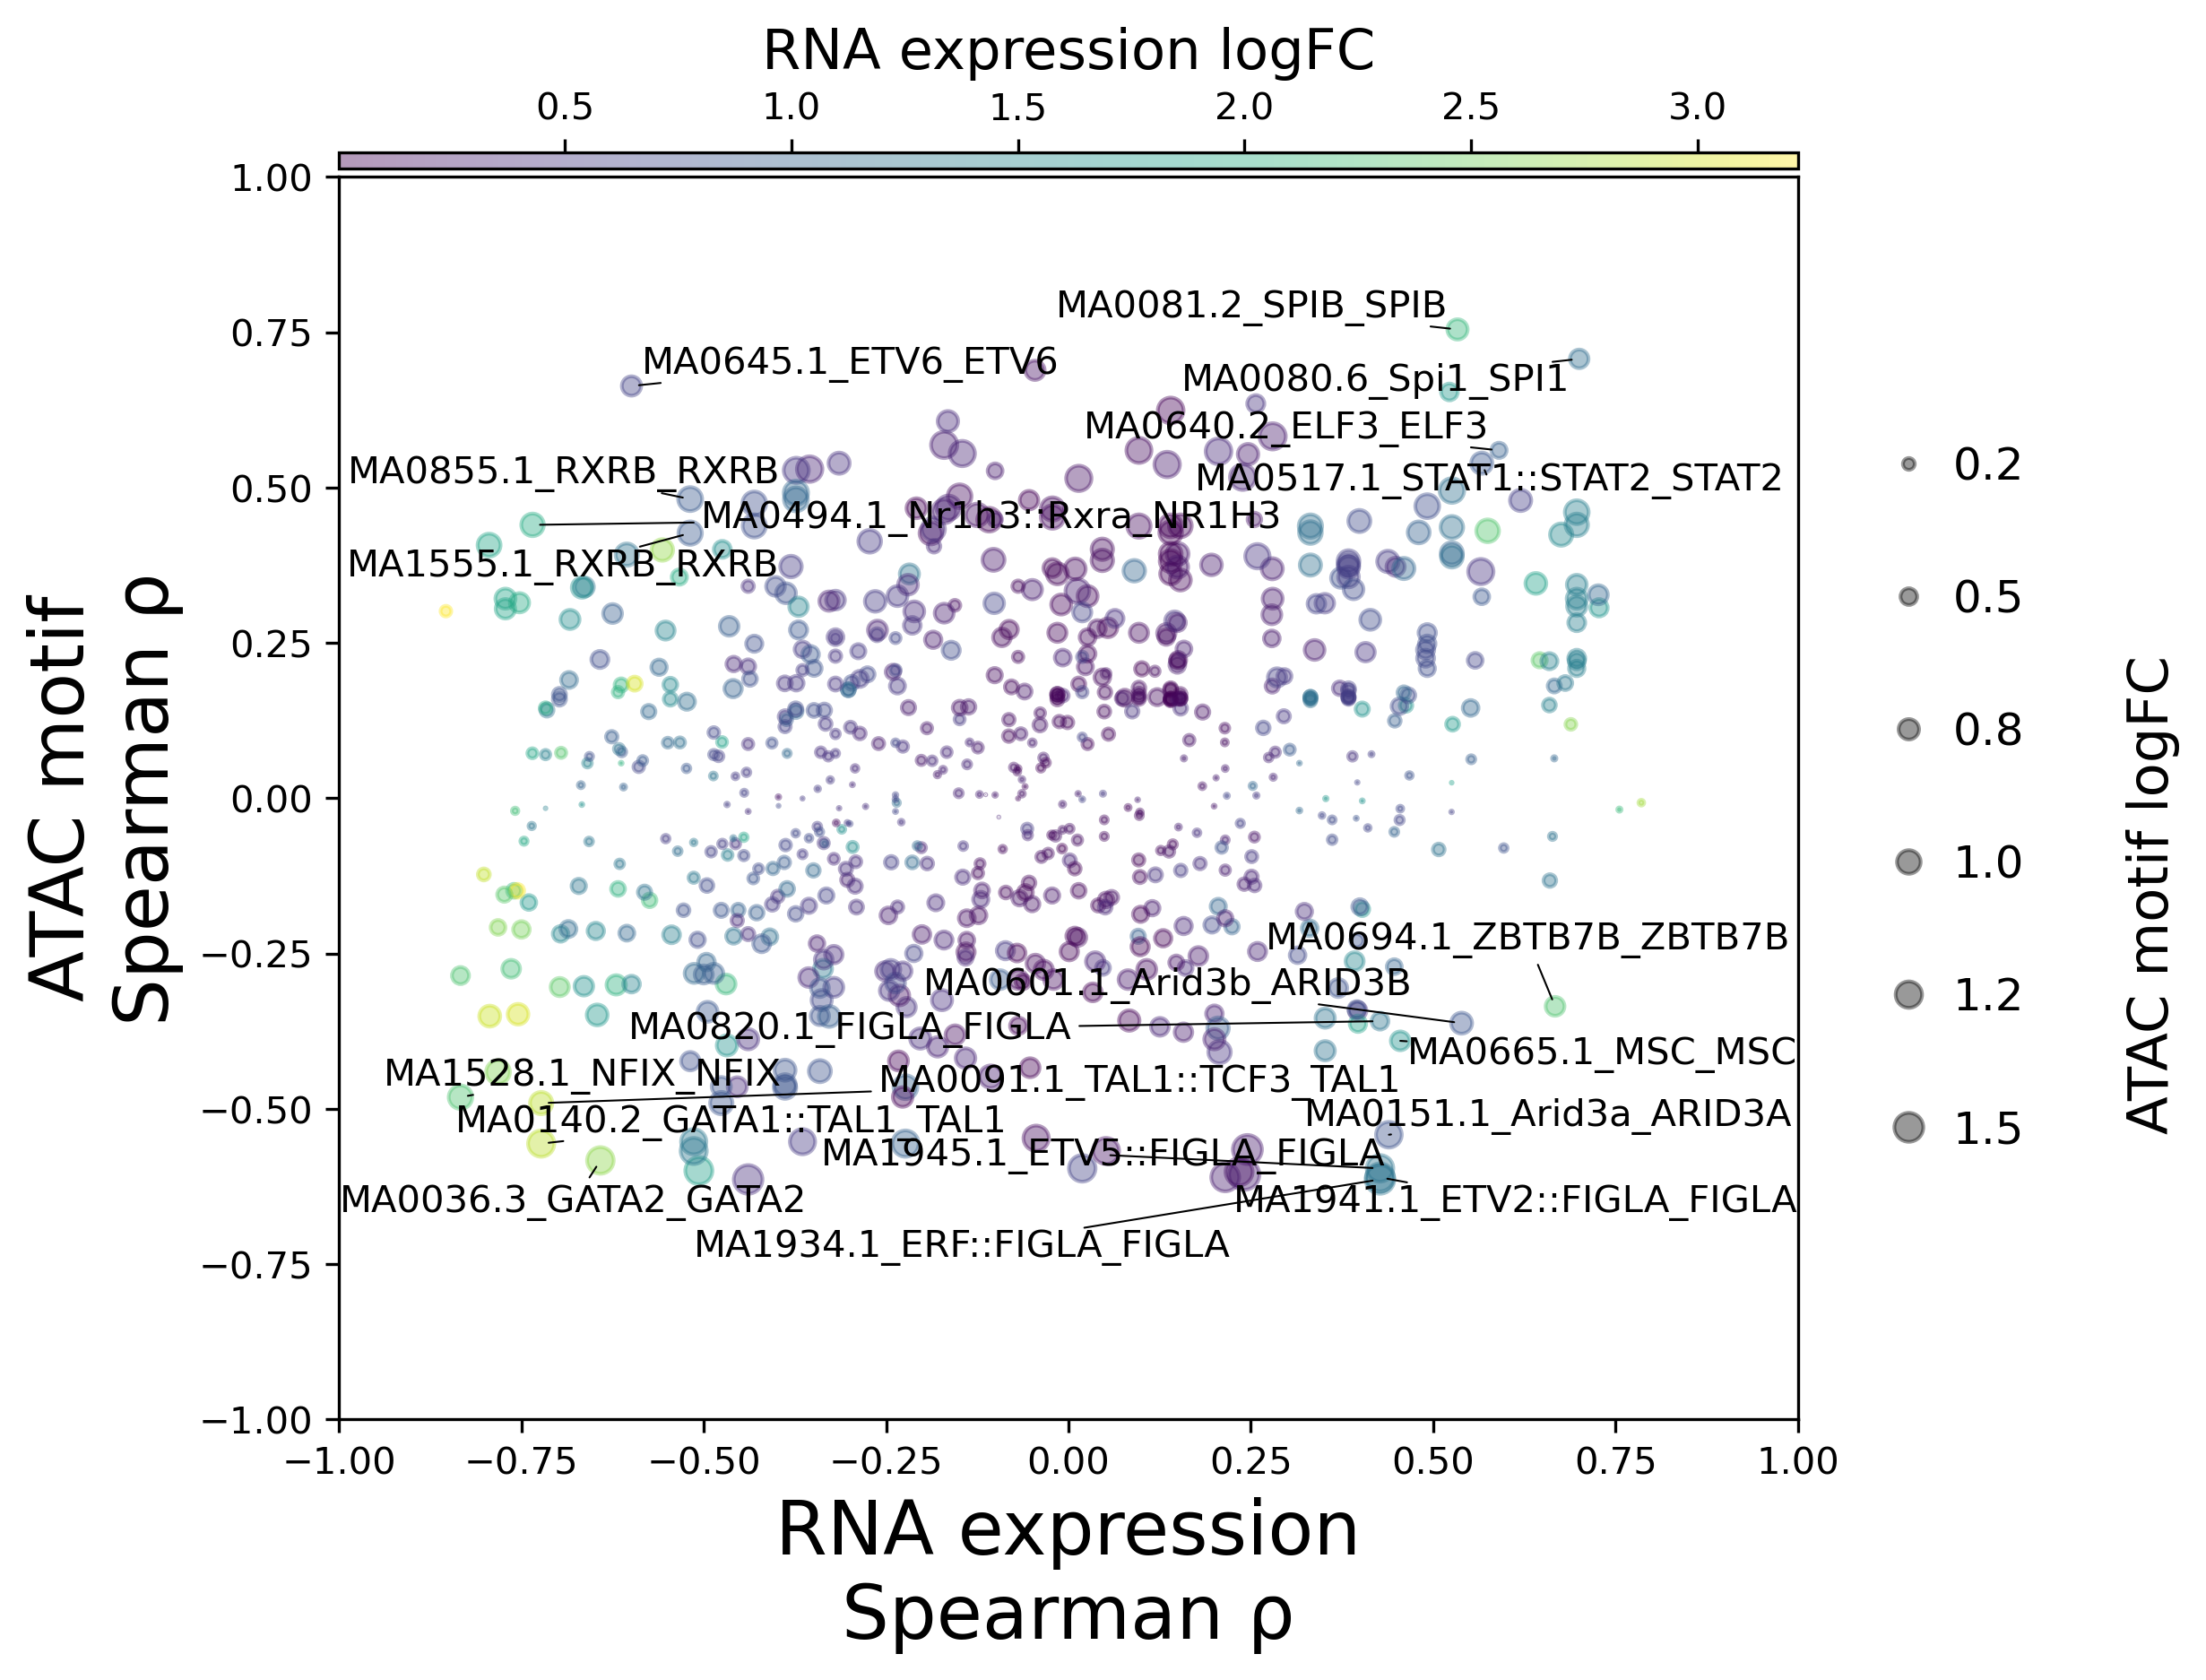 RNA expression logFC
0.5 1.0 1.5 2.0 2.5 3.0
1.00
0.75
0.50
0.25
0.00
−0.25
−0.50
−0.75
−1.00
ATAC motif
Spearman ρ
MA0081.2_SPIB_SPIB
MA0645.1_ETV6_ETV6
MA0080.6_Spi1_SPI1
MA0640.2_ELF3_ELF3
MA0855.1_RXRB_RXRB
MA0517.1_STAT1::STAT2_STAT2
MA0494.1_Nr1h3::Rxra_NR1H3
MA1555.1_RXRB_RXRB
MA0694.1_ZBTB7B_ZBTB7B
MA0601.1_Arid3b_ARID3B
MA0820.1_FIGLA_FIGLA
MA0665.1_MSC_MSC
MA1528.1_NFIX_NFIX
MA0091.1_TAL1::TCF3_TAL1
MA0140.2_GATA1::TAL1_TAL1
MA0151.1_Arid3a_ARID3A
MA1945.1_ETV5::FIGLA_FIGLA
MA0036.3_GATA2_GATA2
MA1941.1_ETV2::FIGLA_FIGLA
MA1934.1_ERF::FIGLA_FIGLA
−1.00 −0.75 −0.50 −0.25 0.00 0.25 0.50 0.75 1.00
RNA expression
Spearman ρ
0.2
0.5
0.8
1.0
1.2
1.5
ATAC motif logFC